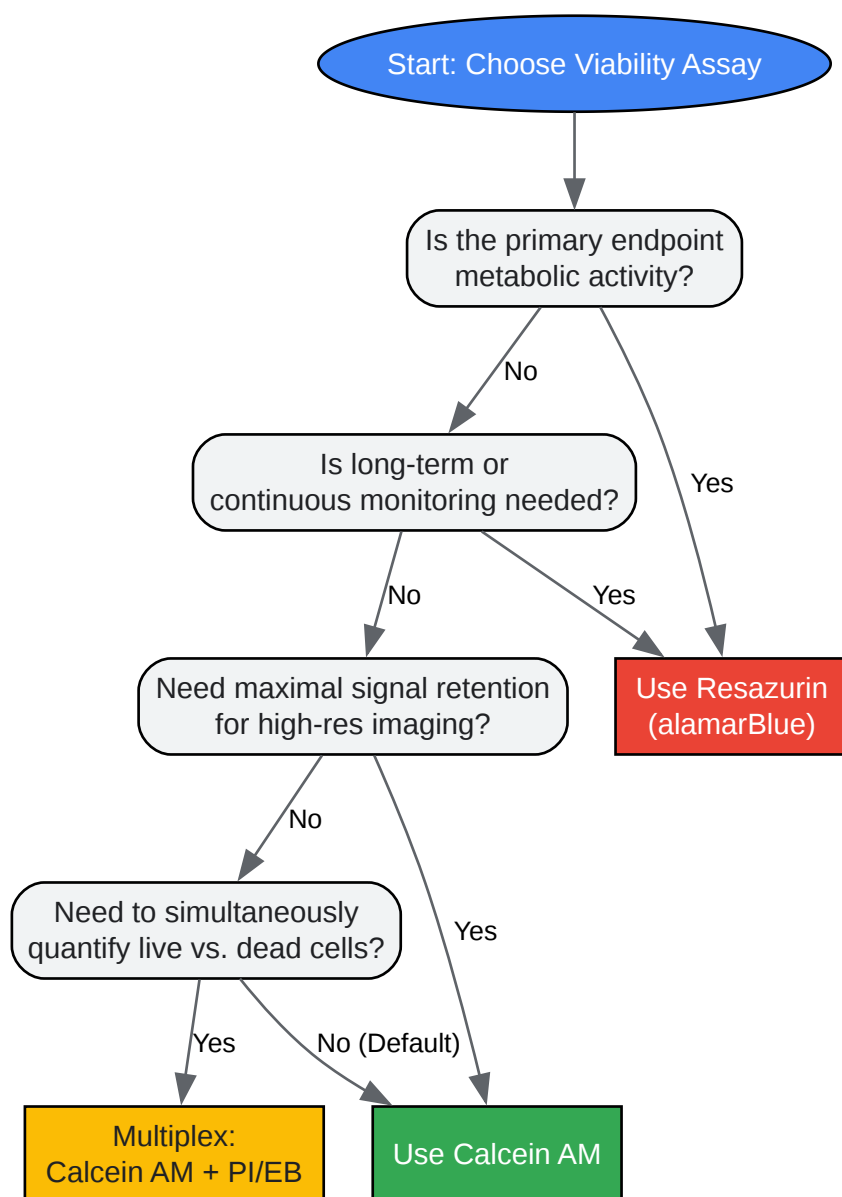 Start: Choose Viability Assay
Is the primary endpoint
metabolic activity?
No
Yes
Is long-term or
continuous monitoring needed?
No
Yes
Need maximal signal retention
for high-res imaging?
Use Resazurin
(alamarBlue)
No
Yes
Need to simultaneously
quantify live vs. dead cells?
Yes
No (Default)
Multiplex:
Calcein AM + PI/EB
Use Calcein AM